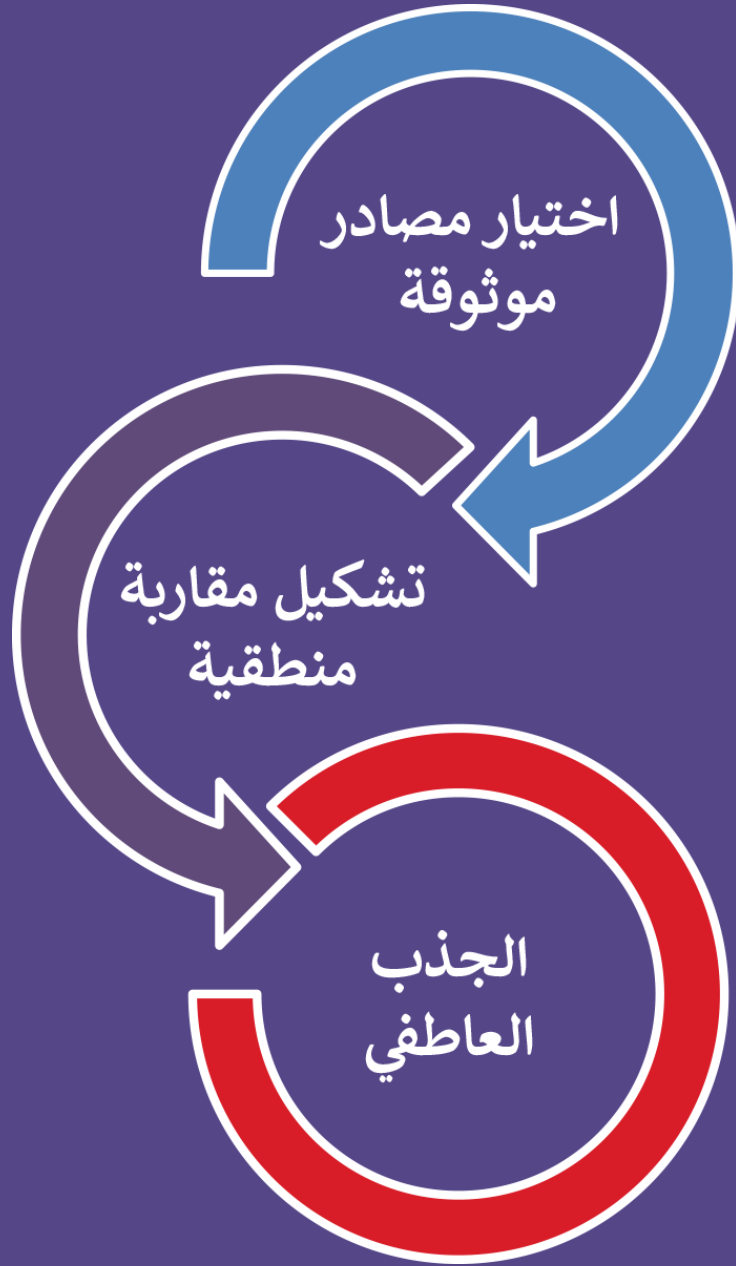 اختيار مصادر
موثوقة
تشكيل مقاربة
منطقية
الجذب
العاطفي